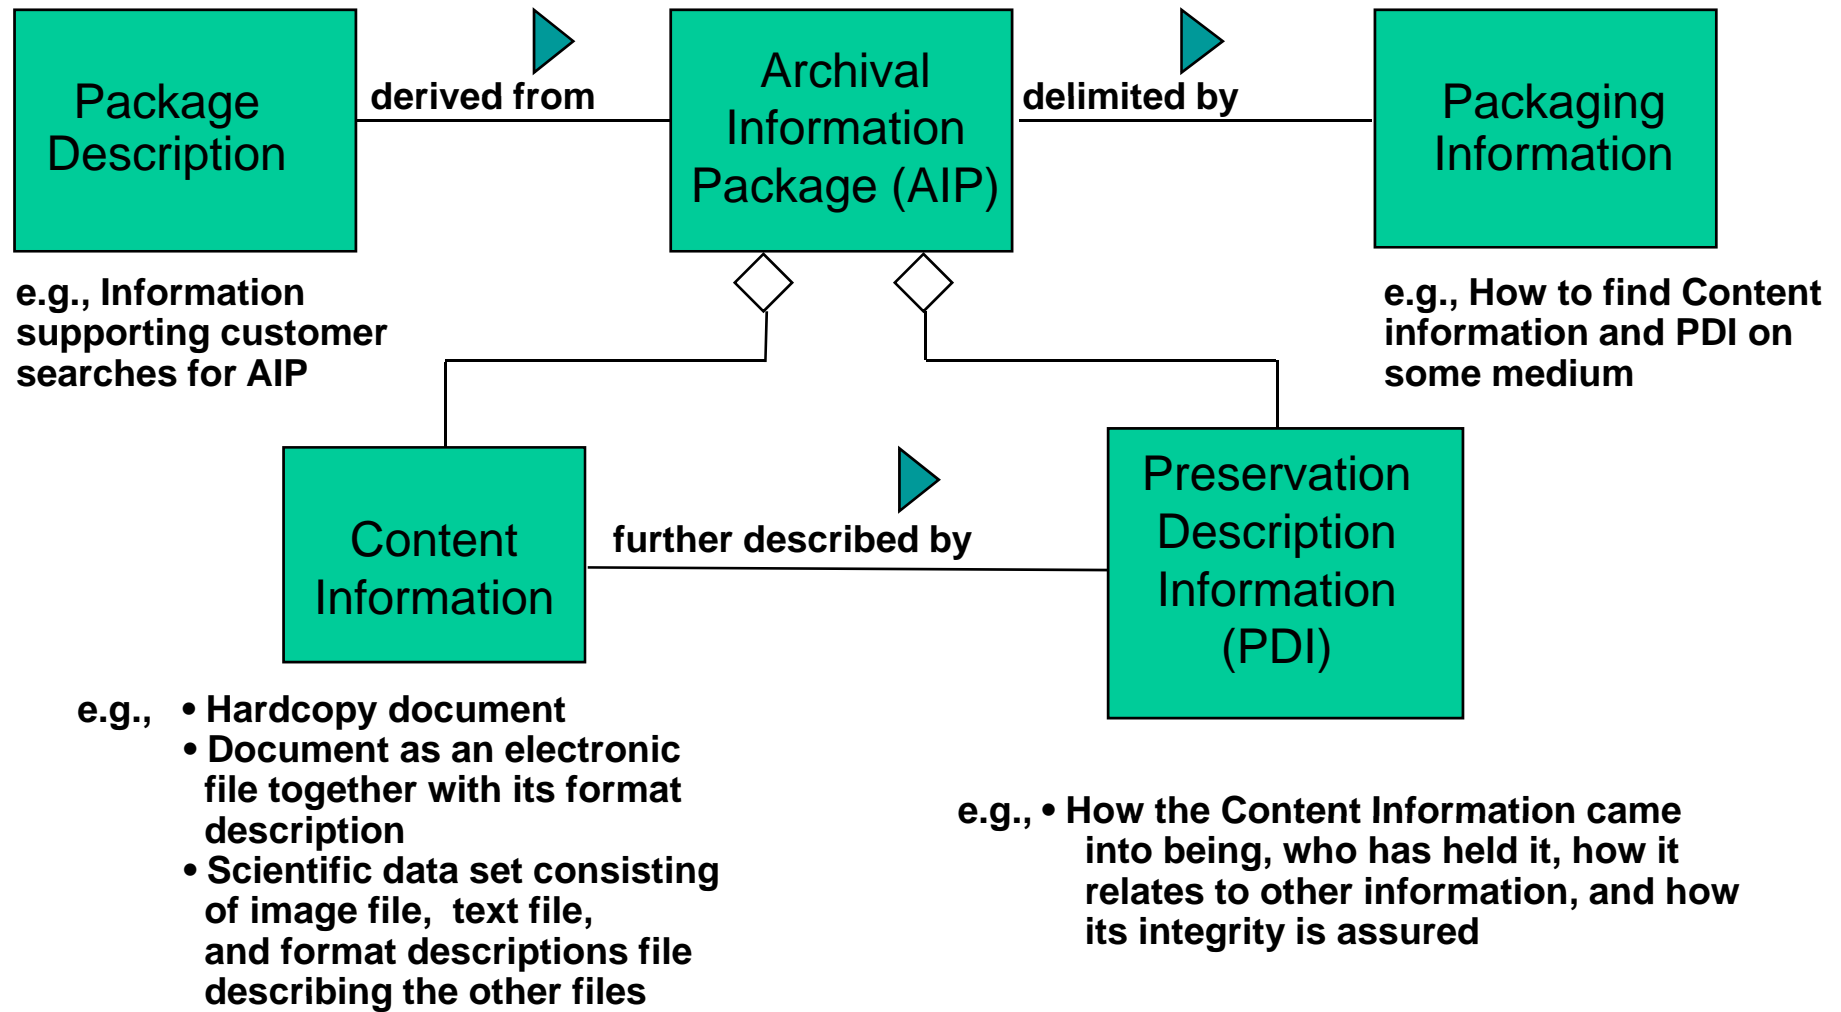 Package
Description
derived from
Archival
Information
Package (AIP)
delimited by
Packaging
Information
e.g., Information
supporting customer
searches for AIP
e.g., How to find Content
information and PDI on
some medium
Content
Information
further described by
Preservation
Description
Information
(PDI)
e.g., • Hardcopy document
• Document as an electronic
file together with its format
description
• Scientific data set consisting
of image file, text file,
and format descriptions file
describing the other files
e.g., • How the Content Information came
into being, who has held it, how it
relates to other information, and how
its integrity is assured